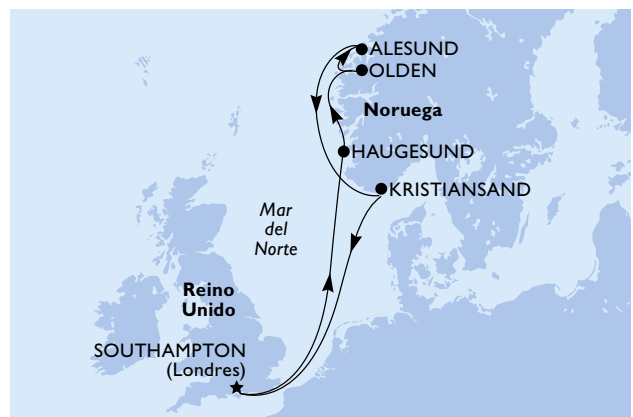 ALESUND
OLDEN
Noruega
HAUGESUND
KRISTIANSAND
Mar
del
Norte
Reino
Unido
SOUTHAMPTON
(Londres)